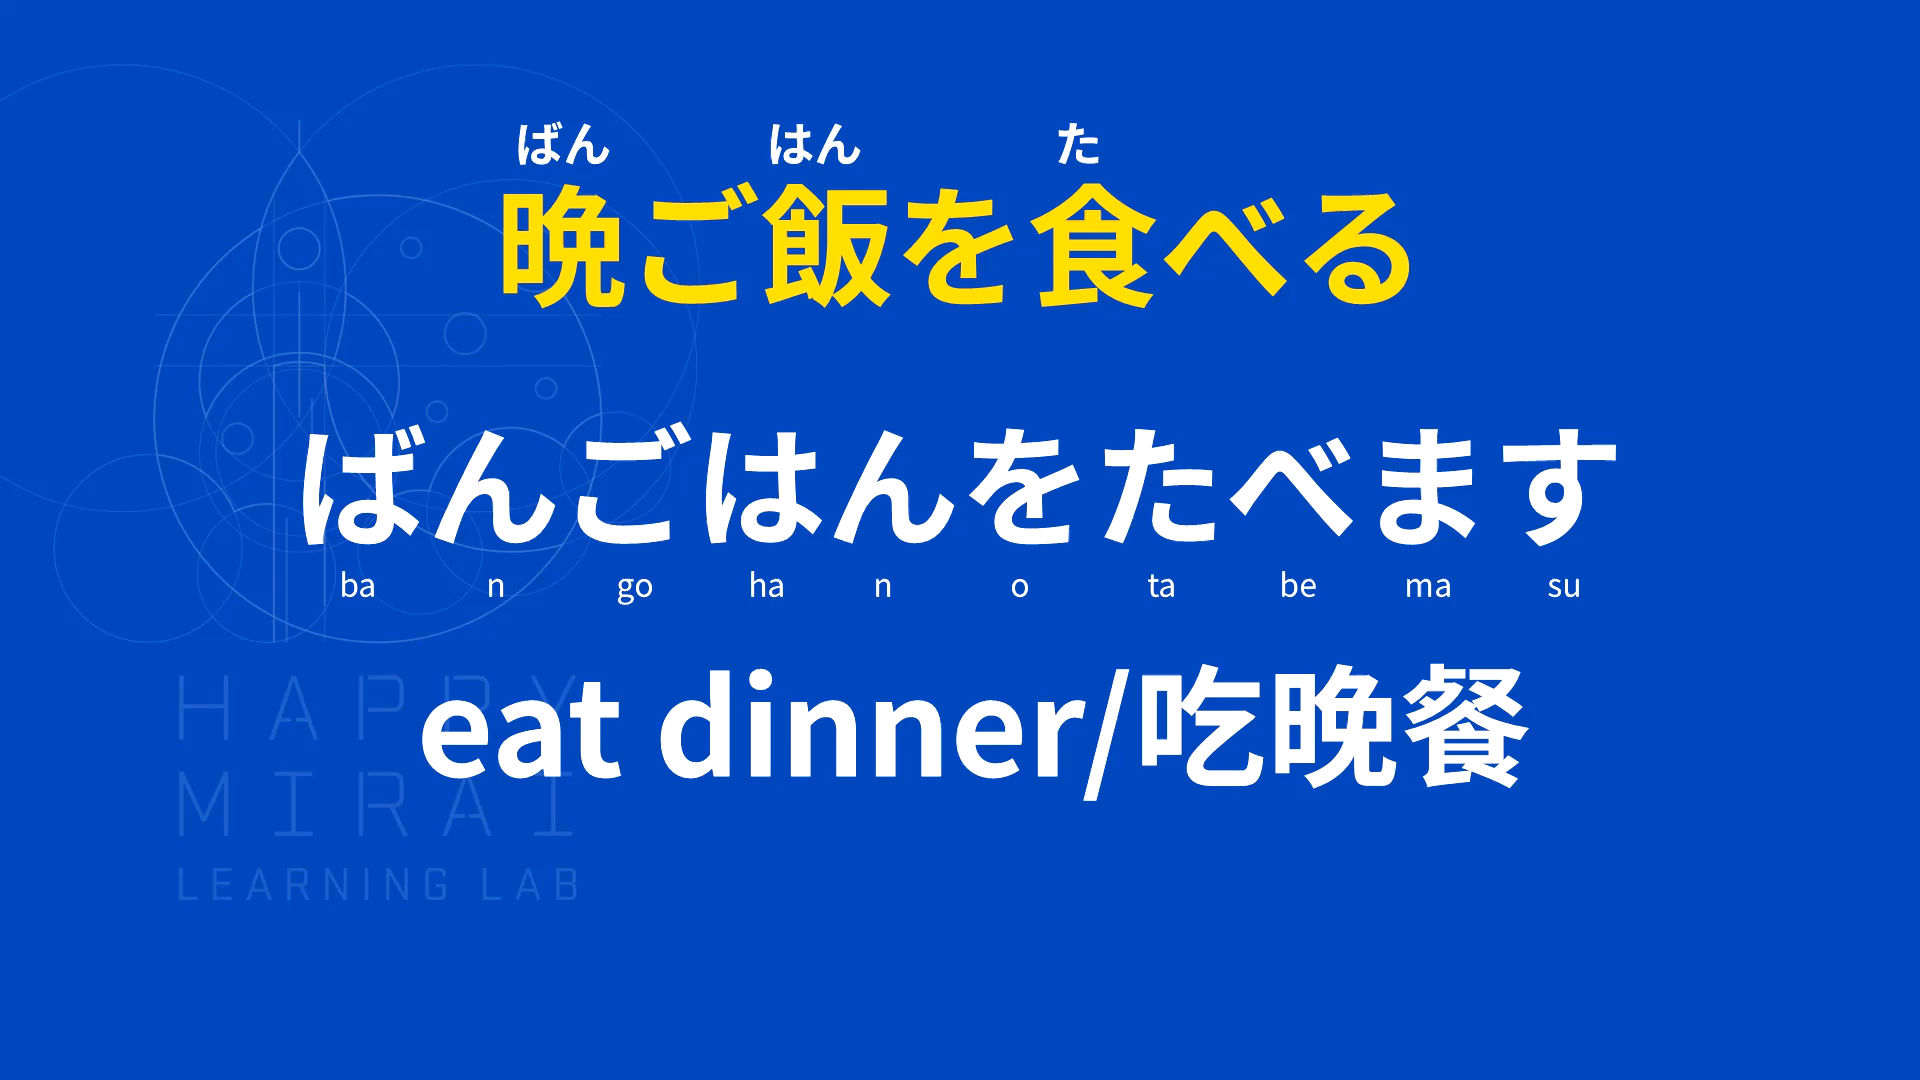 ばん はん た
晩ご飯を食べる
ばんごはんをたべます
ba n go ha n o ta be ma su
eat dinner/吃晚餐
HAPPY
MIRAI
LEARNING LAB